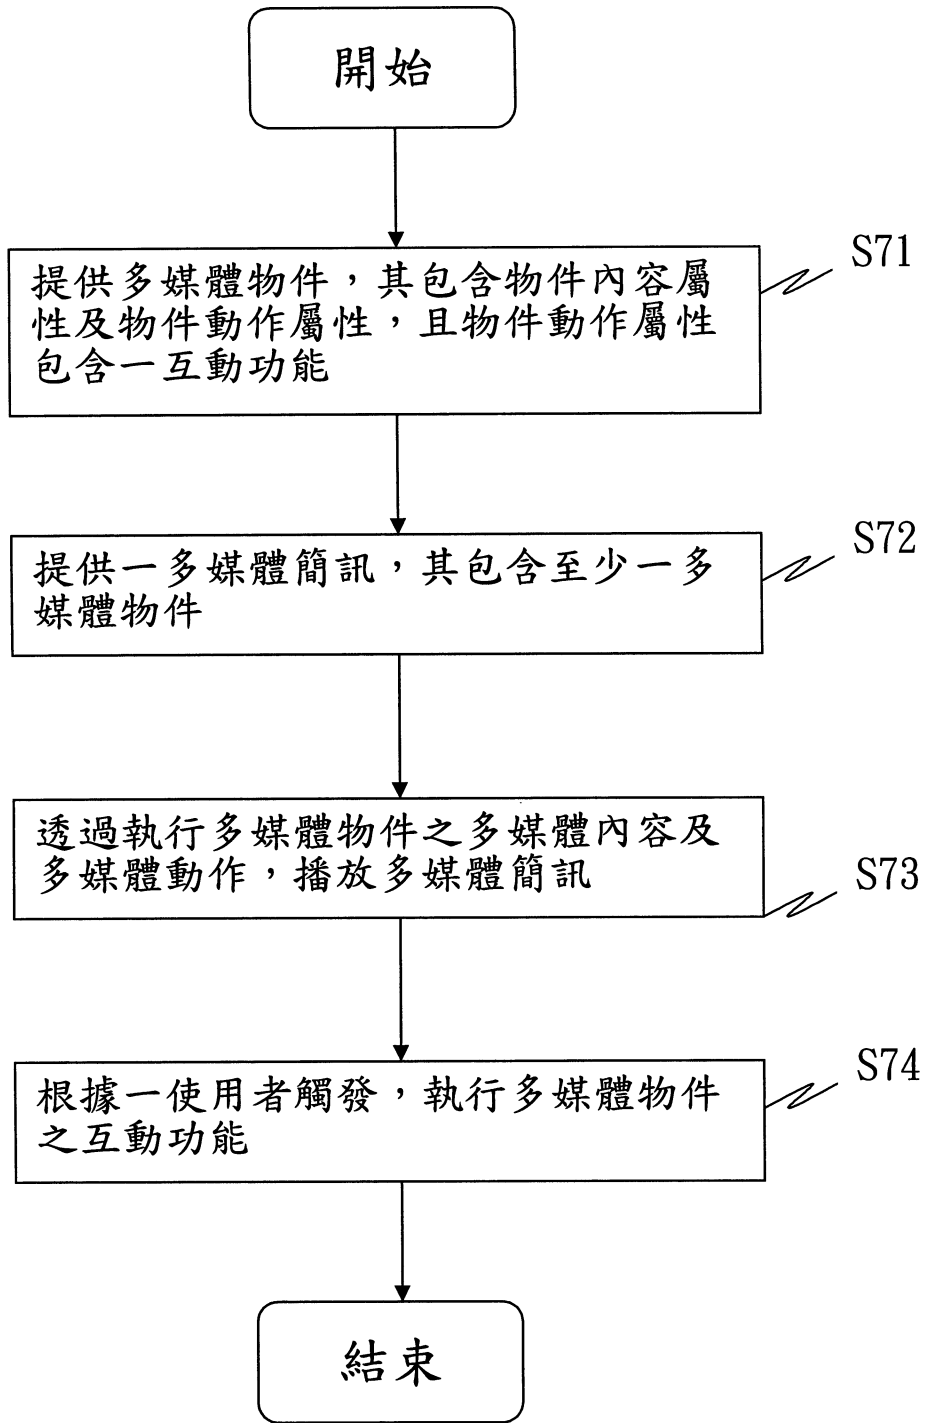 開始
S71
提供多媒體物件，其包含物件內容屬
性及物件動作屬性，且物件動作屬性
包含一互動功能
S72
提供一多媒體簡訊，其包含至少一多
媒體物件
透過執行多媒體物件之多媒體內容及
多媒體動作，播放多媒體簡訊
S73
S74
根據一使用者觸發，執行多媒體物件
之互動功能
結束